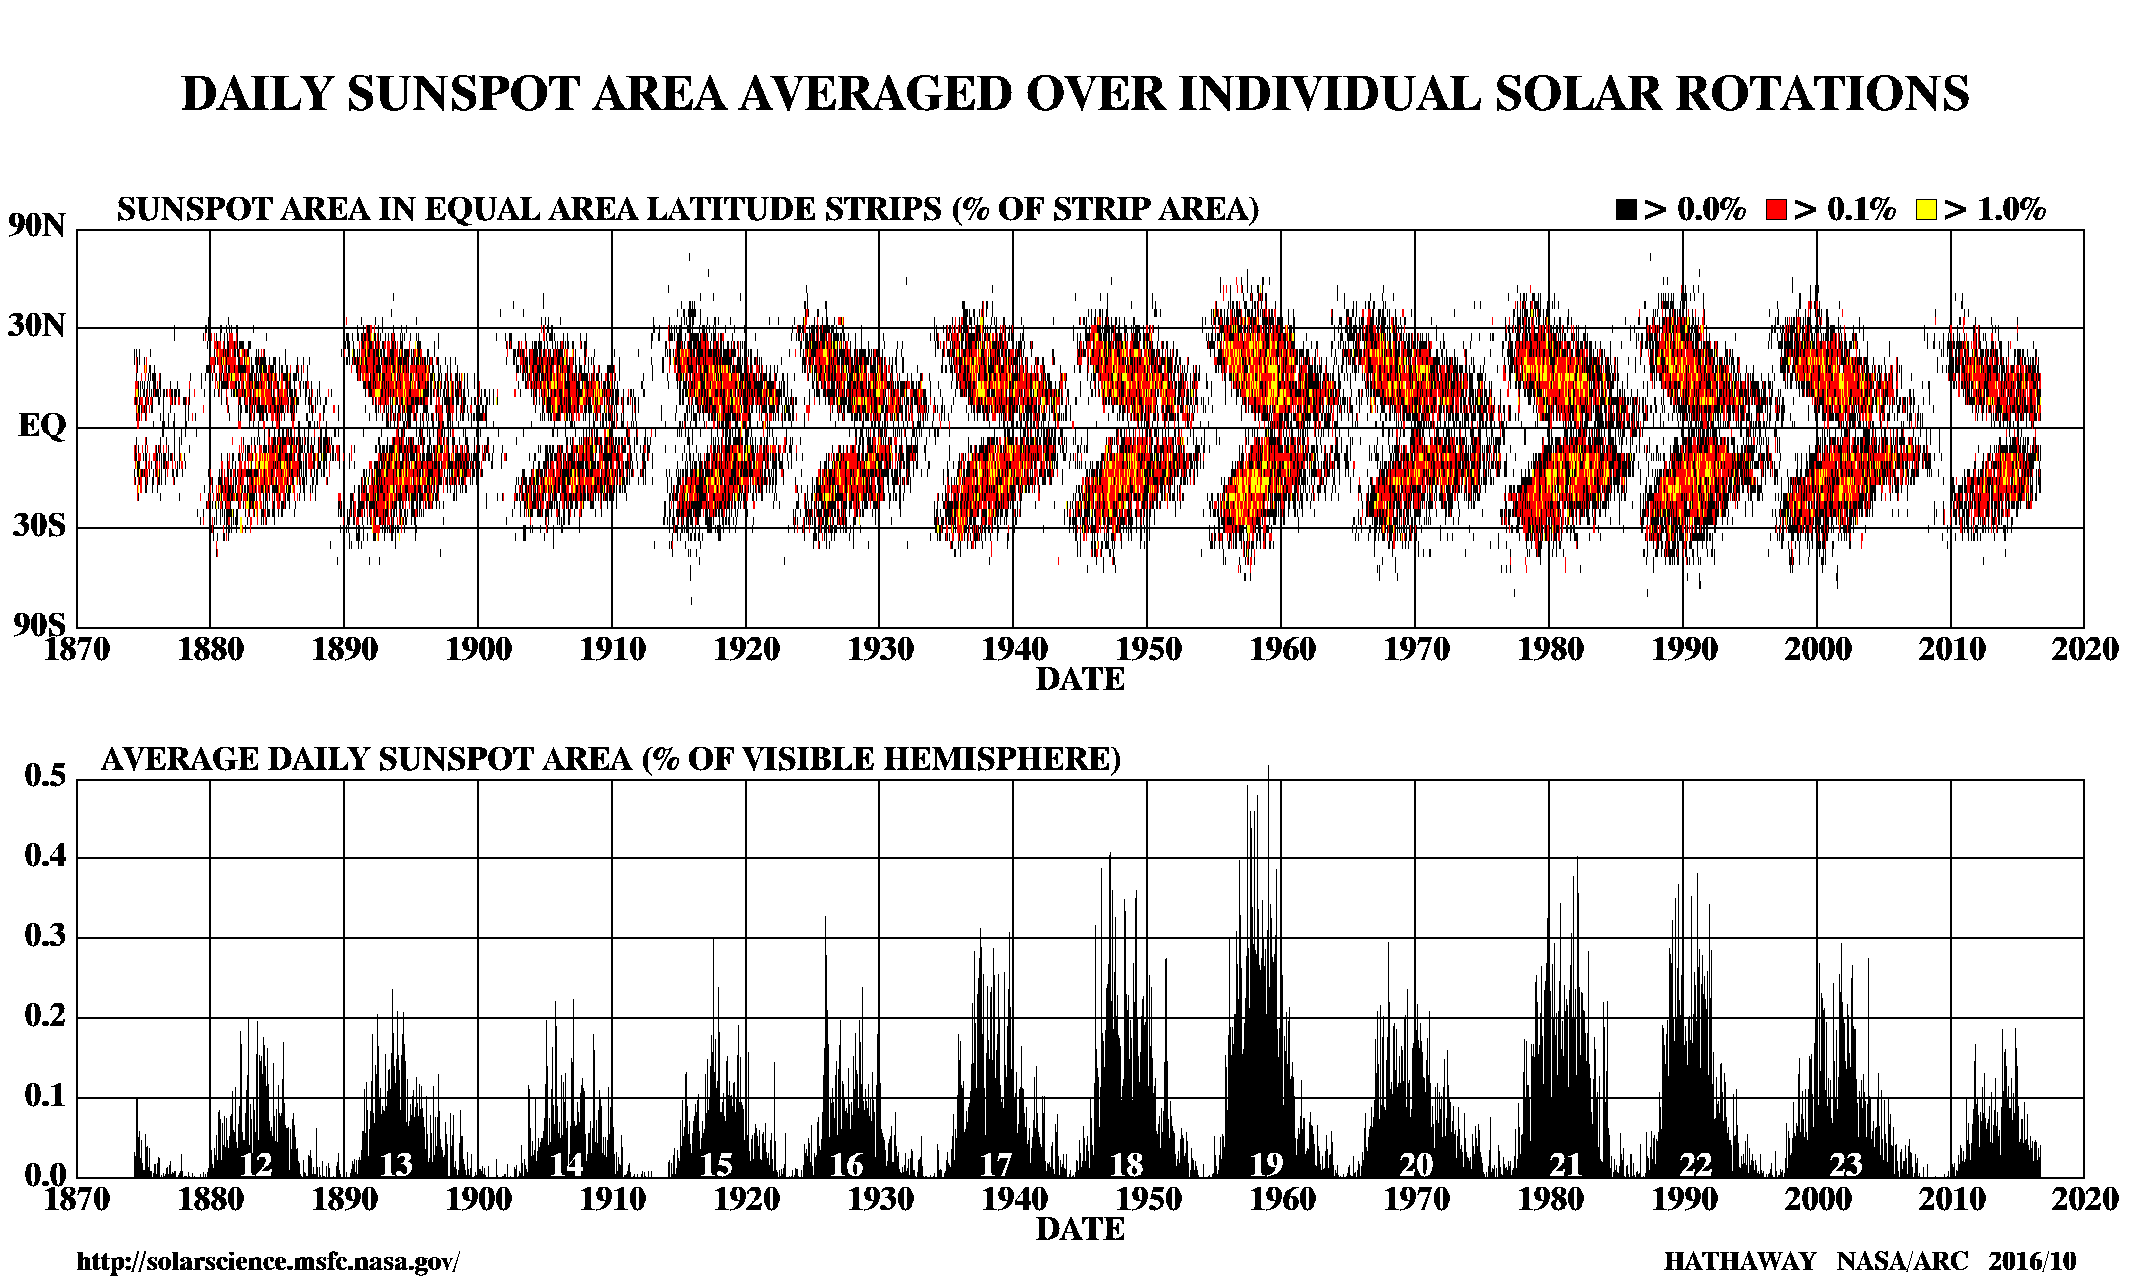 DAILY SUNSPOT AREA AVERAGED OVER INDIVIDUAL SOLAR ROTATIONS
SUNSPOT AREA IN EQUAL AREA LATITUDE STRIPS (% OF STRIP AREA)
> 0.0% > 0.1% > 1.0%
90N
30N
EQ
30S
90S
1870 1880 1890 1900 1910 1920 1930 1940 1950 1960 1970 1980 1990 2000 2010 2020
DATE
AVERAGE DAILY SUNSPOT AREA (% OF VISIBLE HEMISPHERE)
0.5
0.4
0.3
0.2
0.1
0.0
12 13 14 15 16 17 18 19 20 21 22 23
1870 1880 1890 1900 1910 1920 1930 1940 1950 1960 1970 1980 1990 2000 2010 2020
DATE
http://solarscience.msfc.nasa.gov/
HATHAWAY NASA/ARC 2016/10